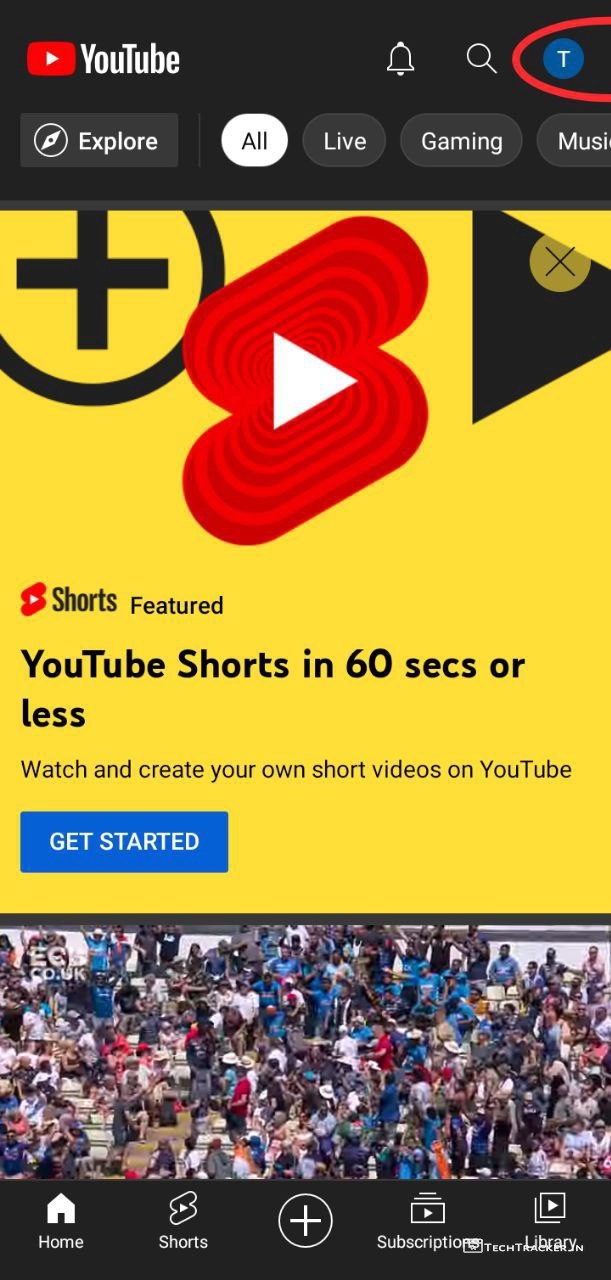 YouTube
T
Explore
All
Live
Gaming
Musi
Shorts Featured
YouTube Shorts in 60 secs or
less
Watch and create your own short videos on YouTube
GET STARTED
ECB
.CO.UK
Home
Shorts
Subscriptions
Library
TECHTRACKER.IN